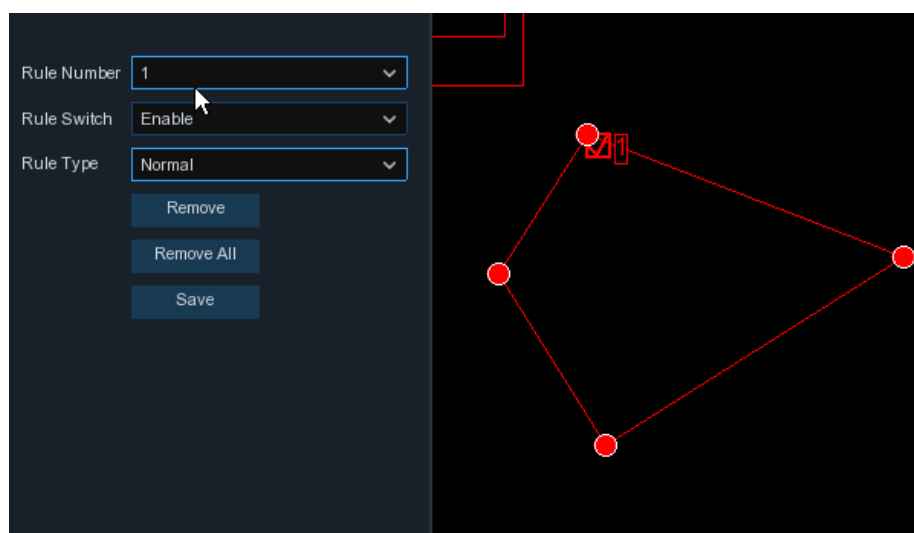 Rule Number 1
Rule Switch Enable
Rule Type Normal
Remove
Remove All
Save
1